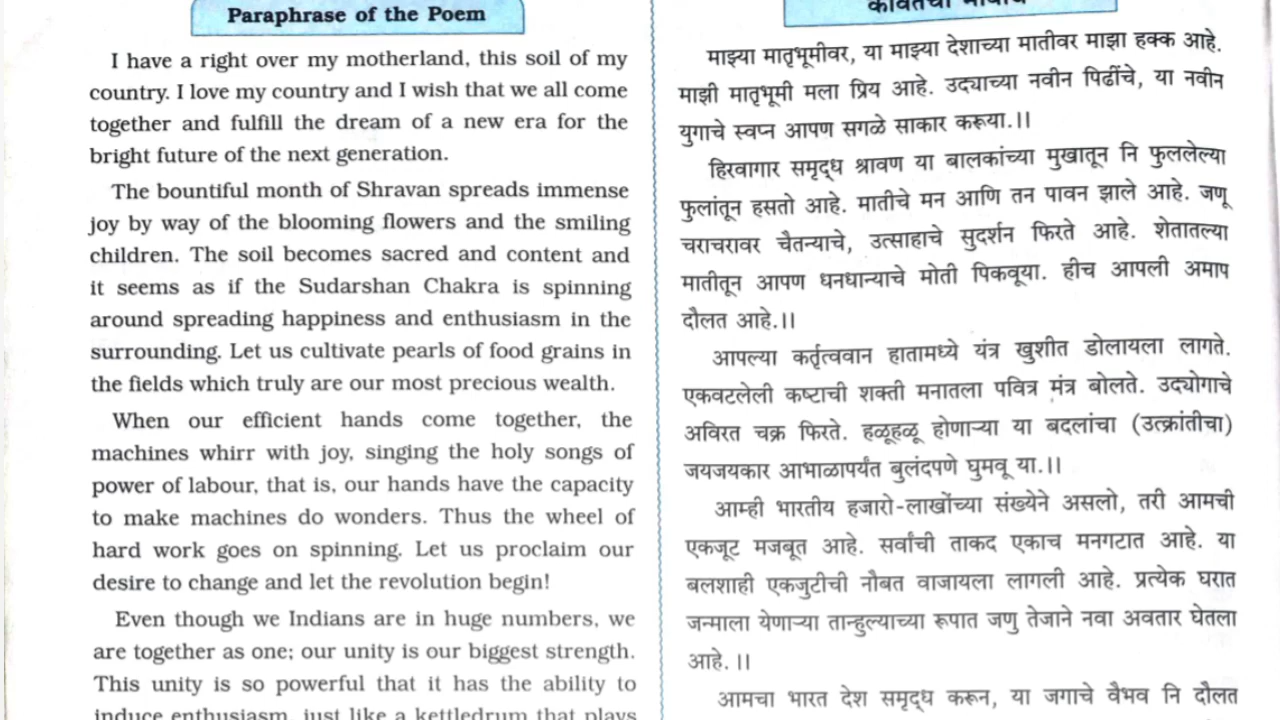 Paraphrase of the Poem
I have a right over my motherland, this soil of my
country. I love my country and I wish that we all come
together and fulfill the dream of a new era for the
bright future of the next generation.
The bountiful month of Shravan spreads immense
joy by way of the blooming flowers and the smiling
children. The soil becomes sacred and content and
it seems as if the Sudarshan Chakra is spinning
around spreading happiness and enthusiasm in the
surrounding. Let us cultivate pearls of food grains in
the fields which truly are our most precious wealth.
When our efficient hands come together, the
machines whirr with joy, singing the holy songs of
power of labour, that is, our hands have the capacity
to make machines do wonders. Thus the wheel of
hard work goes on spinning. Let us proclaim our
desire to change and let the revolution begin!
Even though we Indians are in huge numbers, we
are together as one; our unity is our biggest strength.
This unity is so powerful that it has the ability to
induce enthusiasm, just like a kettledrum that plays
माझ्या मातृभूमीवर, या माझ्या देशाच्या मातीवर माझा हक्क आहे.
माझी मातृभूमी मला प्रिय आहे. उद्याच्या नवीन पिढींचे, या नवीन
युगाचे स्वप्न आपण सगळे साकार करूया.।।
हिरवागार समृद्ध श्रावण या बालकांच्या मुखातून नि फुललेल्या
फुलांतून हसतो आहे. मातीचे मन आणि तन पावन झाले आहे. जणू
चराचरावर चैतन्याचे, उत्साहाचे सुदर्शन फिरते आहे. शेतातल्या
मातीतून आपण धनधान्याचे मोती पिकवूया. हीच आपली अमाप
दौलत आहे.।।
आपल्या कर्तृत्ववान हातामध्ये यंत्र खुशीत डोलायला लागते.
एकवटलेली कष्टाची शक्ती मनातला पवित्र मंत्र बोलते. उद्योगाचे
अविरत चक्र फिरते. हळूहळू होणाऱ्या या बदलांचा (उत्क्रांतीचा)
जयजयकार आभाळापर्यंत बुलंदपणे घुमवू या.।।
आम्ही भारतीय हजारो-लाखोंच्या संख्येने असलो, तरी आमची
एकजूट मजबूत आहे. सर्वांची ताकद एकाच मनगटात आहे. या
बलशाही एकजुटीची नौबत वाजायला लागली आहे. प्रत्येक घरात
जन्माला येणाऱ्या तान्हुल्याच्या रूपात जणु तेजाने नवा अवतार घेतला
आहे.।।
आमचा भारत देश समृद्ध करून, या जगाचे वैभव नि दौलत